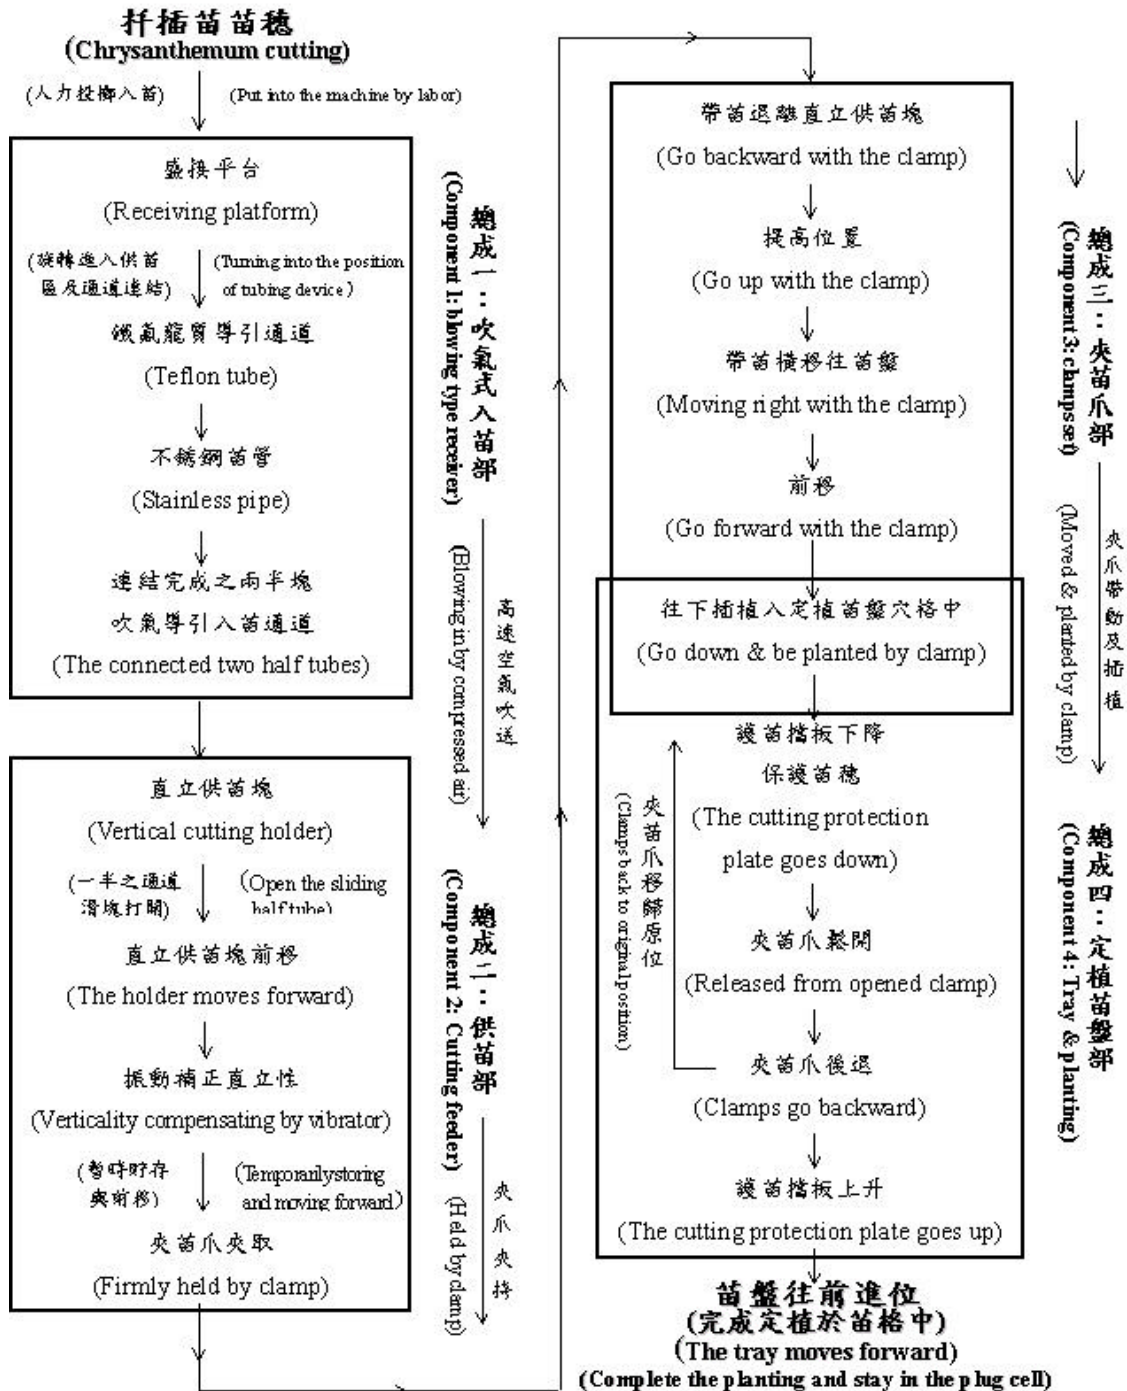 扦插苗苗穗
(Chrysanthemum cutting)
(人力投擲入苗)
(Put into the machine by labor)
盛接平台
(Receiving platform)
(旋轉進入供苗
區及通道連結)
(Turning into the position
of tubing device)
鐵氟龍質導引通道
(Teflon tube)
不銹鋼苗管
(Stainless pipe)
連結完成之兩半塊
吹氣導引入苗通道
(The connected two half tubes)
總成一：吹氣式入苗部
(Component 1: blowing type receiver)
高速空氣吹送
(Blowing in by compressed air)
直立供苗塊
(Vertical cutting holder)
(一半之通道
滑塊打開)
(Open the sliding
half tube)
直立供苗塊前移
(The holder moves forward)
振動補正直立性
(Verticality compensating by vibrator)
(暫時貯存
與前移)
(Temporarily storing
and moving forward)
夾苗爪夾取
(Firmly held by clamp)
總成二：供苗部
(Component 2: Cutting feeder)
夾爪夾持
(Held by clamp)
帶苗退離直立供苗塊
(Go backward with the clamp)
提高位置
(Go up with the clamp)
帶苗橫移往苗盤
(Moving right with the clamp)
前移
(Go forward with the clamp)
往下插植入定植苗盤穴格中
(Go down & be planted by clamp)
總成三：夾苗爪部
(Component 3: clamps set)
夾爪帶動及插植
(Moved & planted by clamp)
護苗擋板下降
保護苗穗
(The cutting protection
plate goes down)
夾苗爪鬆開
(Released from opened clamp)
夾苗爪後退
(Clamps go backward)
夾苗爪移歸原位
(Clamps back to original position)
護苗擋板上升
(The cutting protection plate goes up)
總成四：定植苗盤部
(Component 4: Tray & planting)
苗盤往前進位
(完成定植於苗格中)
(The tray moves forward)
(Complete the planting and stay in the plug cell)